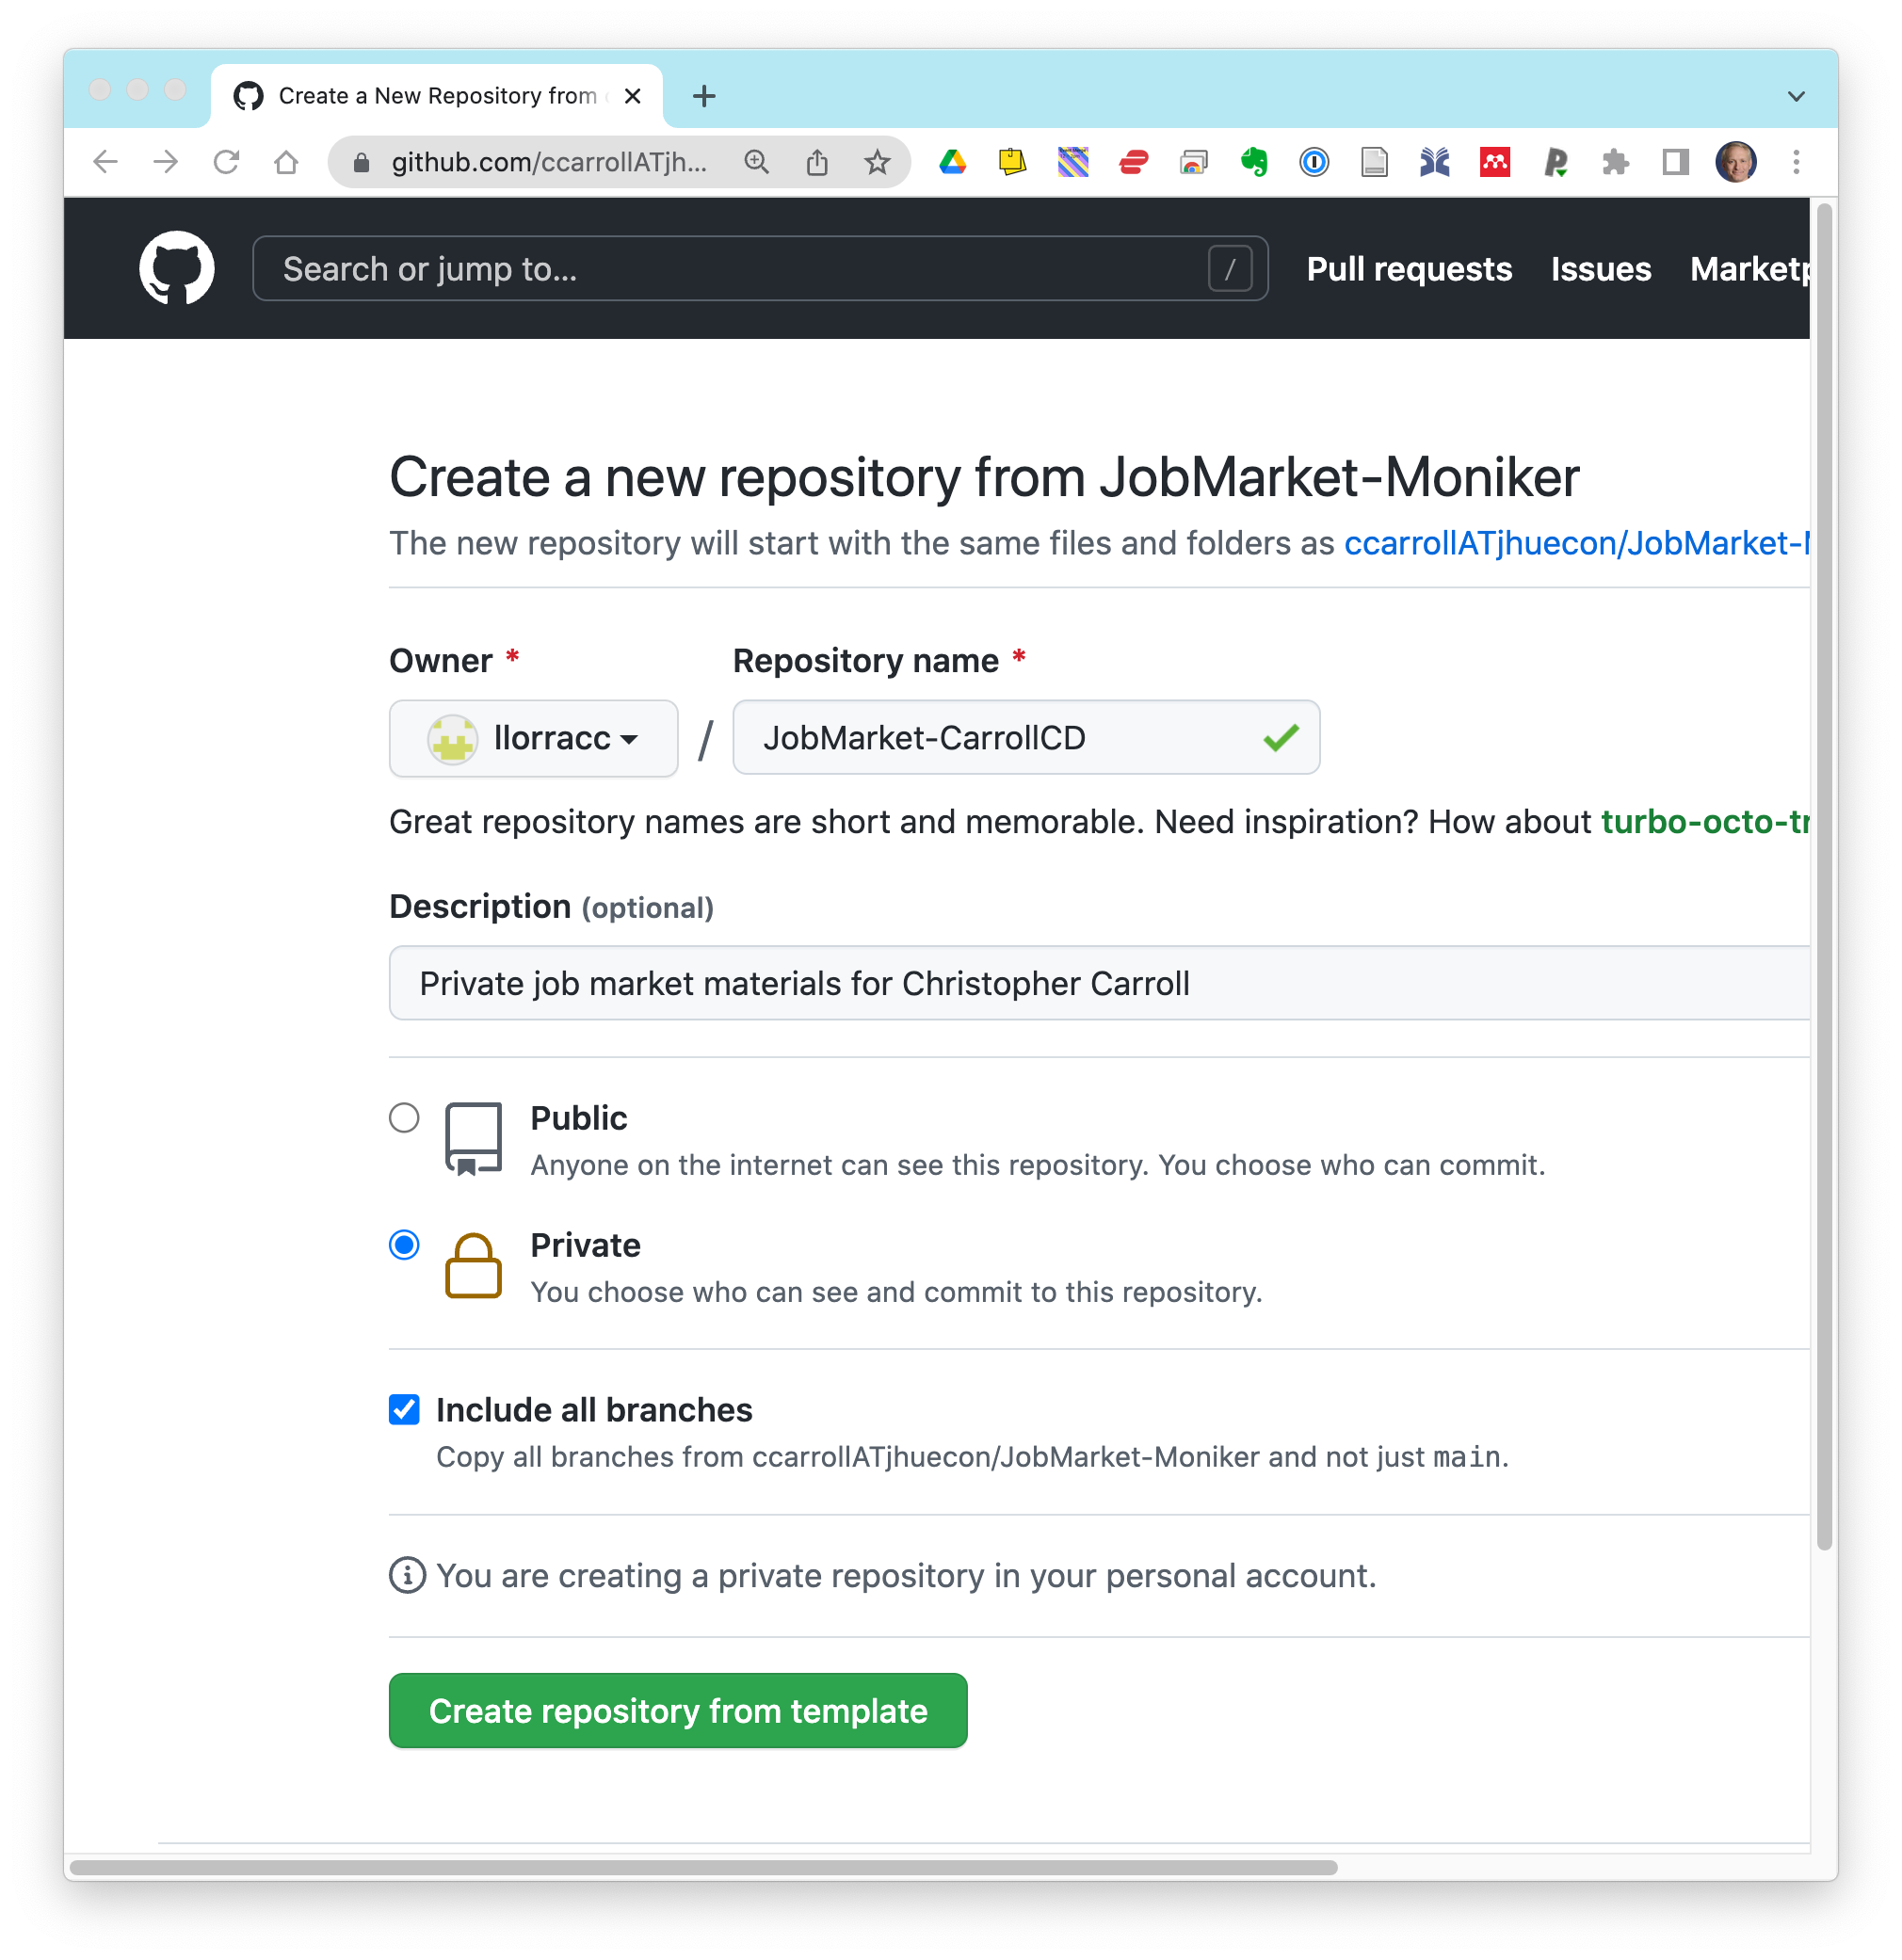 Create a New Repository from
github.com/ccarrollATjh...
Search or jump to...
/
Pull requests
Issues
Marketp
Create a new repository from JobMarket-Moniker
The new repository will start with the same files and folders as ccarrollATjhuecon/JobMarket-M
Owner *
Repository name *
llorracc
/
JobMarket-CarrollCD
Great repository names are short and memorable. Need inspiration? How about turbo-octo-tr
Description (optional)
Private job market materials for Christopher Carroll
Public
Anyone on the internet can see this repository. You choose who can commit.
Private
You choose who can see and commit to this repository.
Include all branches
Copy all branches from ccarrollATjhuecon/JobMarket-Moniker and not just main.
You are creating a private repository in your personal account.
Create repository from template